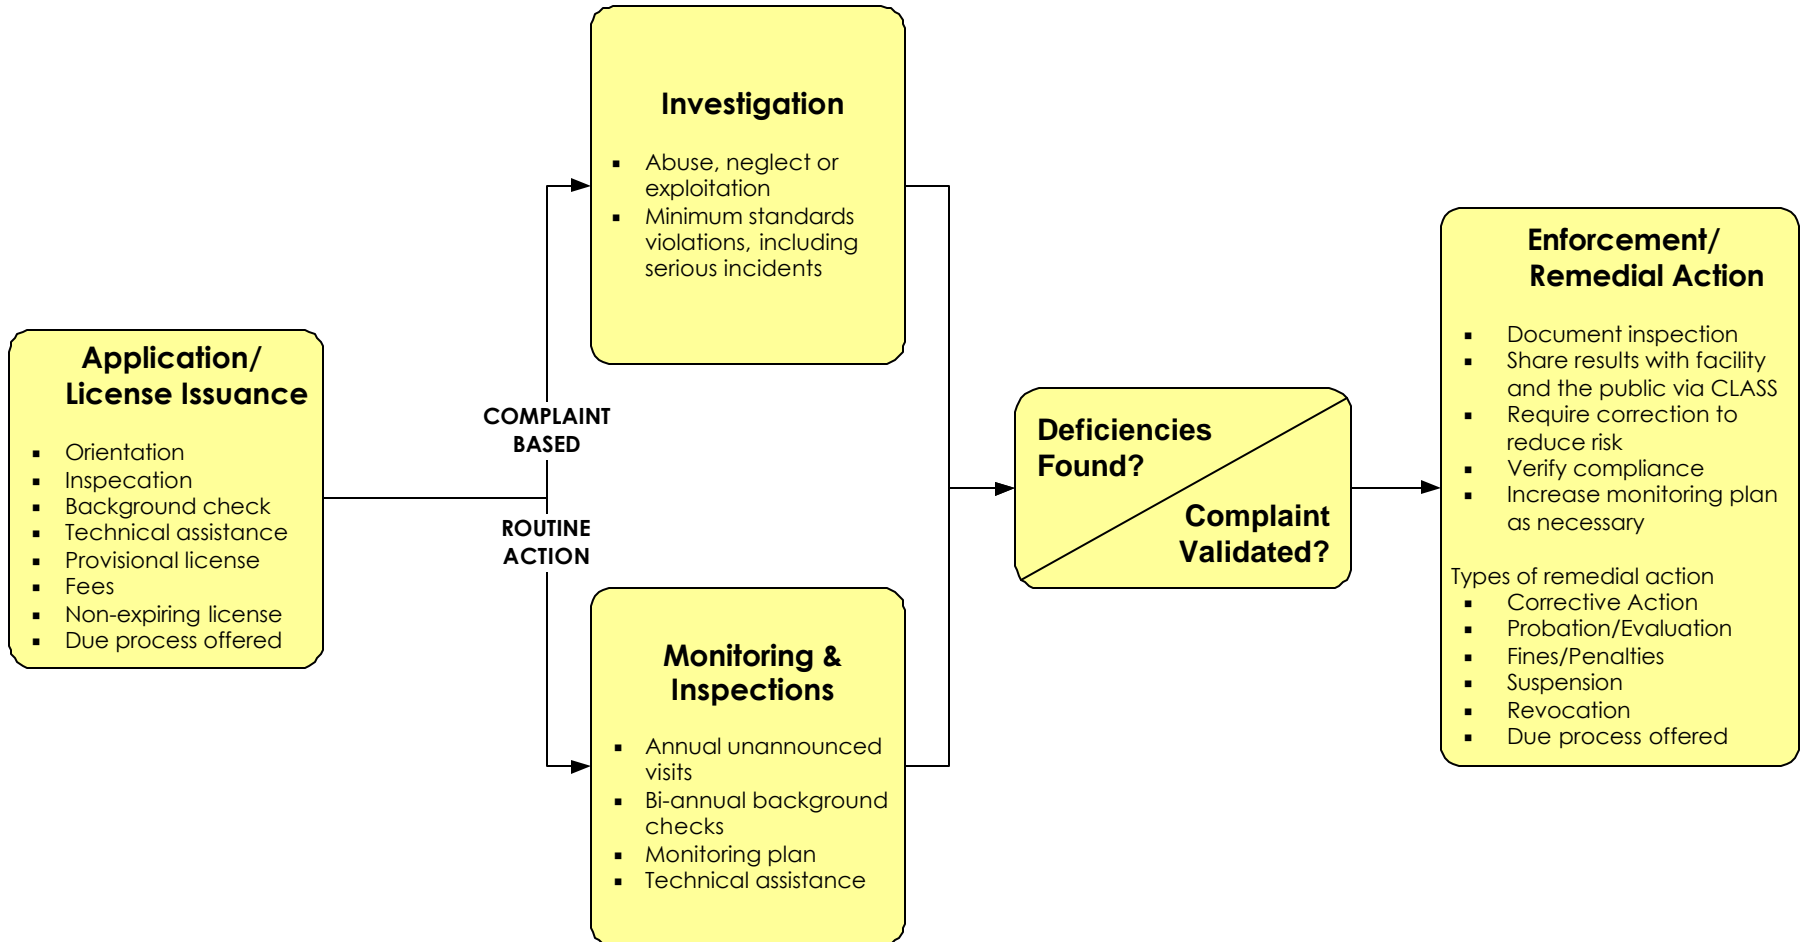 Application/
License Issuance
▪ Orientation
▪ Inspecation
▪ Background check
▪ Technical assistance
▪ Provisional license
▪ Fees
▪ Non-expiring license
▪ Due process offered
COMPLAINT
BASED
ROUTINE
ACTION
Investigation
▪ Abuse, neglect or
exploitation
▪ Minimum standards
violations, including
serious incidents
Monitoring &
Inspections
▪ Annual unannounced
visits
▪ Bi-annual background
checks
▪ Monitoring plan
▪ Technical assistance
Deficiencies
Found?
Complaint
Validated?
Enforcement/
Remedial Action
▪ Document inspection
▪ Share results with facility
and the public via CLASS
▪ Require correction to
reduce risk
▪ Verify compliance
▪ Increase monitoring plan
as necessary
Types of remedial action
▪ Corrective Action
▪ Probation/Evaluation
▪ Fines/Penalties
▪ Suspension
▪ Revocation
▪ Due process offered